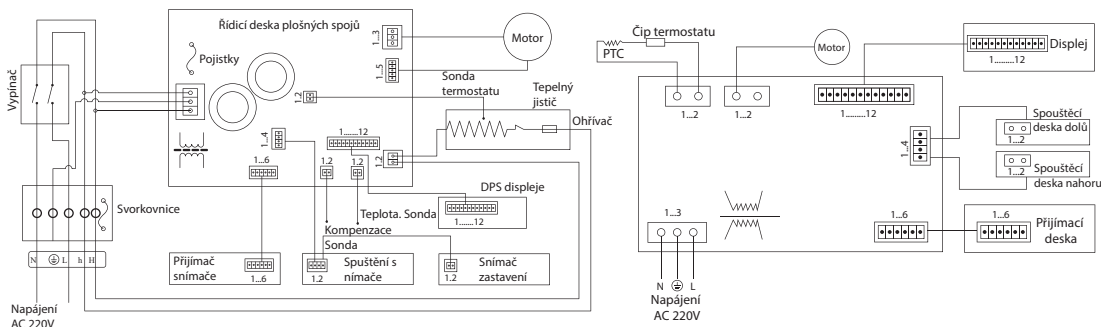 Řídicí deska plošných spojů
Pojistky
Vypínač
1...3
1...5
Motor
Sonda
termostatu
Tepelný
jistič
Ohřívač
1.2
1...4
1........12
1.2
1...6
1.2
1.2
DPS displeje
1.......12
Teplota. Sonda
Kompenzace
Sonda
Svorkovnice
N
L
h
H
Přijímač
snímače
1...6
Spuštění s
nímače
1.2
Snímač
zastavení
1.2
Napájení
AC 220V
Čip termostatu
PTC
Motor
Displej
1.........12
1...2
1...2
1.........12
1...4
Spouštěcí
deska dolů
1...2
1...2
Spouštěcí
deska nahoru
1...3
N
L
Napájení
AC 220V
1...6
1...6
Přijímací
deska